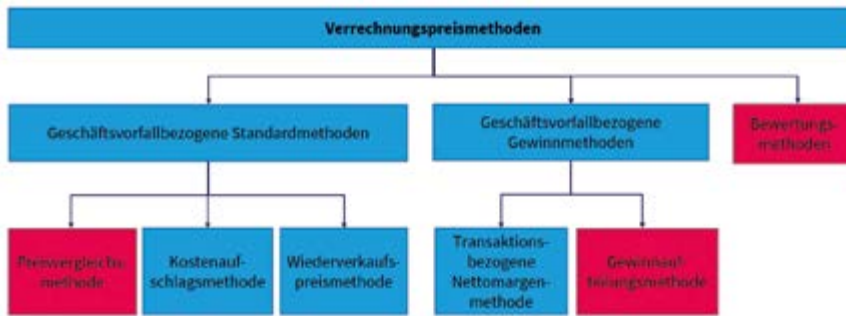 Verrechnungspreismethoden
Geschäftsvorfallbezogene Standardmethoden
Geschäftsvorfallbezogene
Gewinnmethoden
Bewertungs-
methoden
Preisvergleichs-
methode
Kostenauf-
schlagsmethode
Wiederverkaufs-
preismethode
Transaktions-
bezogene
Nettomargen-
methode
Gewinnauf-
teilungsmethode